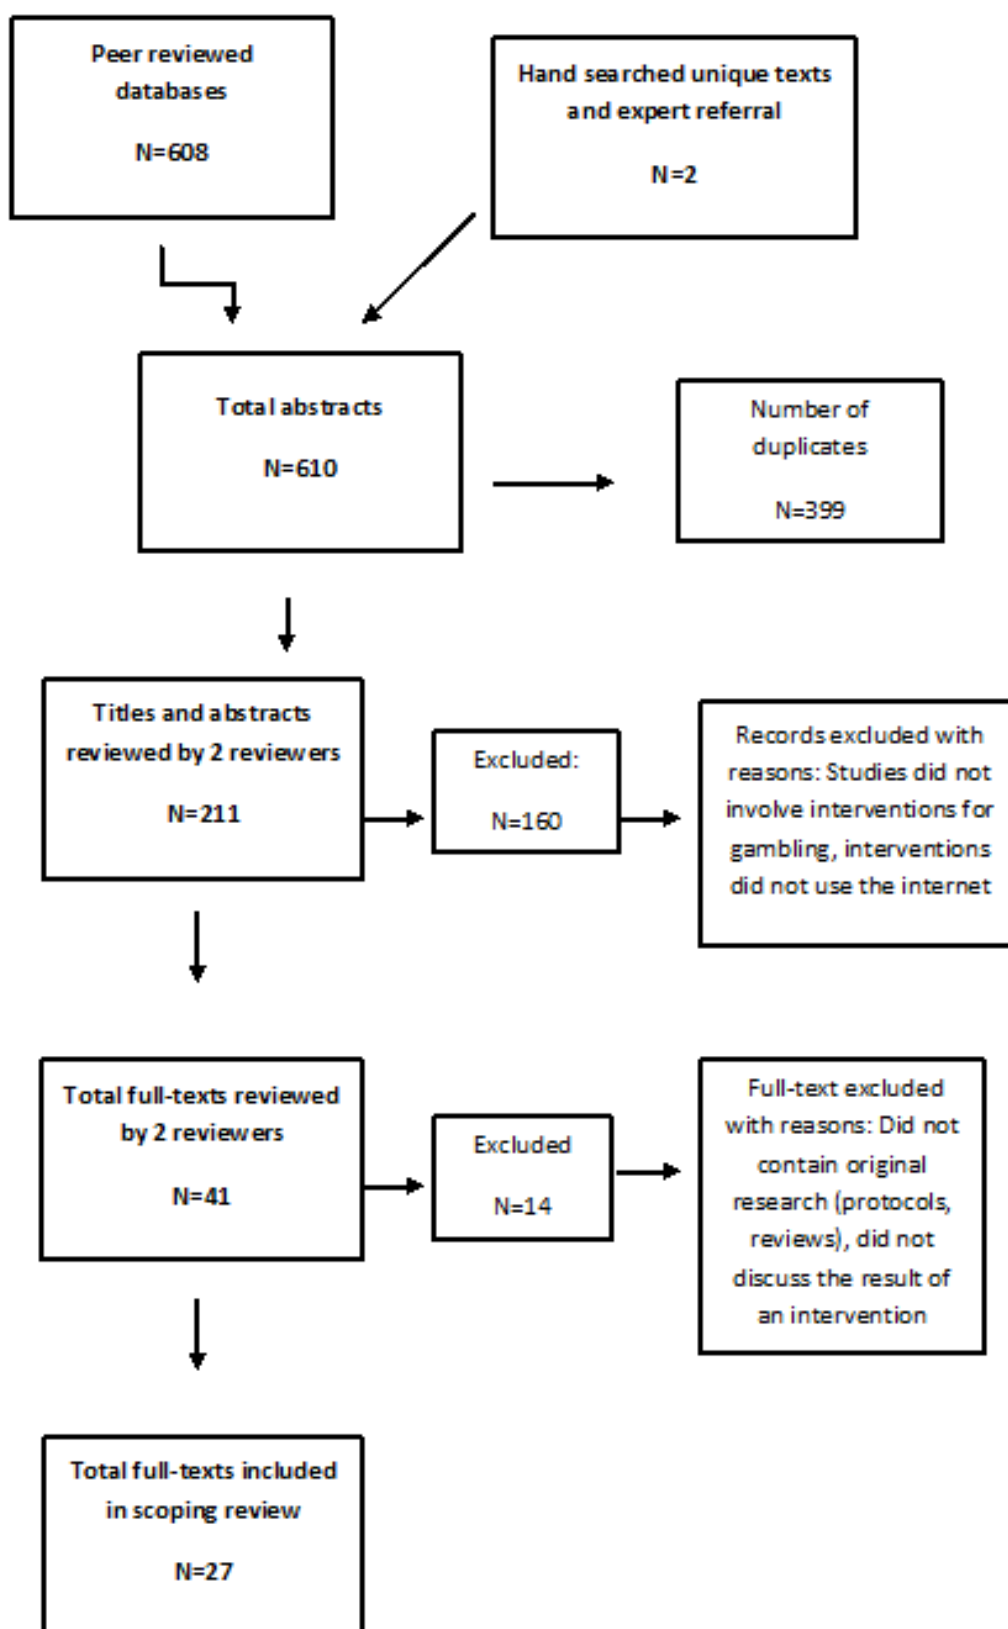 Peer reviewed
databases
N=608
Hand searched unique texts
and expert referral
N=2
Total abstracts
N=610
Number of
duplicates
N=399
Titles and abstracts
reviewed by 2 reviewers
N=211
Excluded:
N=160
Records excluded with
reasons: Studies did not
involve interventions for
gambling, interventions
did not use the internet
Total full-texts reviewed
by 2 reviewers
N=41
Excluded
N=14
Full-text excluded
with reasons: Did not
contain original
research (protocols,
reviews), did not
discuss the result of
an intervention
Total full-texts included
in scoping review
N=27